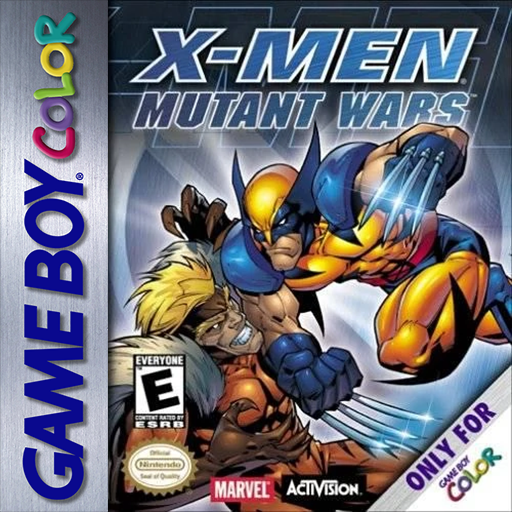 GAME BOY COLOR
X-MEN®
MUTANT WARS™
EVERYONE
E
CONTENT RATED BY
ESRB
Official
Nintendo
Seal of Quality
MARVEL
ACTIVISION.
ONLY FOR
GAME BOY
COLOR